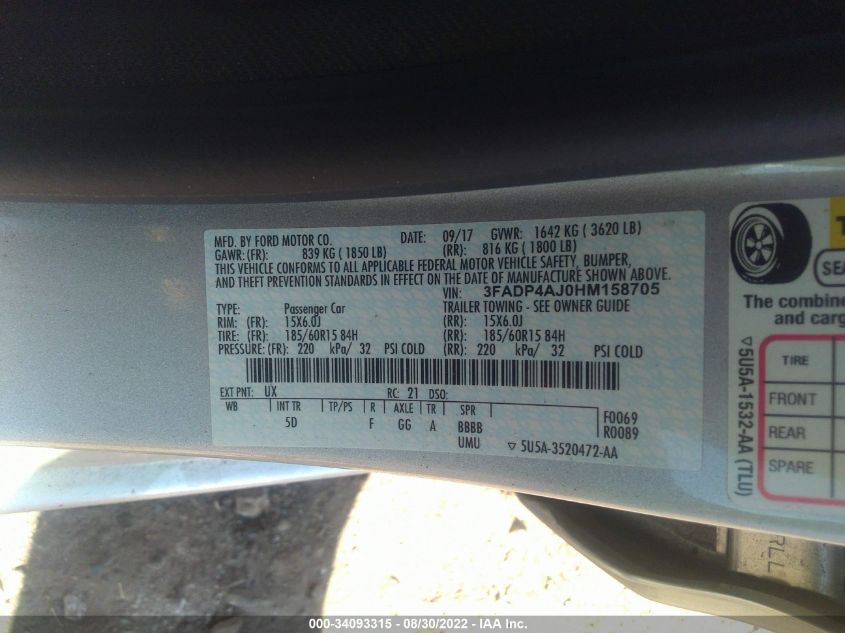 MFD. BY FORD MOTOR CO. DATE: 09/17 GVWR: 1642 KG ( 3620 LB)
GAWR: (FR): 839 KG ( 1850 LB) (RR): 816 KG ( 1800 LB)
THIS VEHICLE CONFORMS TO ALL APPLICABLE FEDERAL MOTOR VEHICLE SAFETY, BUMPER,
AND THEFT PREVENTION STANDARDS IN EFFECT ON THE DATE OF MANUFACTURE SHOWN ABOVE.
VIN: 3FADP4AJ0HM158705
TYPE: Passenger Car TRAILER TOWING - SEE OWNER GUIDE
RIM: (FR): 15X6.0J (RR): 15X6.0J
TIRE: (FR): 185/60R15 84H (RR): 185/60R15 84H
PRESSURE: (FR): 220 kPa/ 32 PSI COLD (RR): 220 kPa/ 32 PSI COLD
EXT PNT: UX RC: 21 DSO:
WB INT TR TP/PS R AXLE TR SPR F0069
5D F GG A BBBB R0089
UMU ▽ 5U5A-3520472-AA
The combine
and carg
TIRE
FRONT
REAR
SPARE
▽5U5A-1532-AA (TLU)
000-34093315 - 08/30/2022 - IAA Inc.